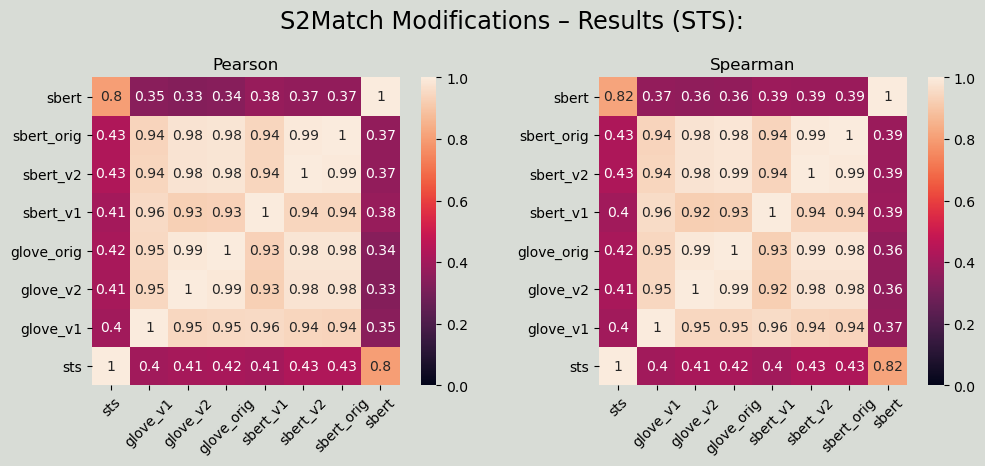 S2Match Modifications – Results (STS):
Pearson
sbert 0.8 0.35 0.33 0.34 0.38 0.37 0.37 1
sbert_orig 0.43 0.94 0.98 0.98 0.94 0.99 1 0.37
sbert_v2 0.43 0.94 0.98 0.98 0.94 1 0.99 0.37
sbert_v1 0.41 0.96 0.93 0.93 1 0.94 0.94 0.38
glove_orig 0.42 0.95 0.99 1 0.93 0.98 0.98 0.34
glove_v2 0.41 0.95 1 0.99 0.93 0.98 0.98 0.33
glove_v1 0.4 1 0.95 0.95 0.96 0.94 0.94 0.35
sts 1 0.4 0.41 0.42 0.41 0.43 0.43 0.8
sts glove_v1 glove_v2 glove_orig sbert_v1 sbert_v2 sbert_orig sbert
1.0
0.8
0.6
0.4
0.2
0.0
Spearman
sbert 0.82 0.37 0.36 0.36 0.39 0.39 0.39 1
sbert_orig 0.43 0.94 0.98 0.98 0.94 0.99 1 0.39
sbert_v2 0.43 0.94 0.98 0.99 0.94 1 0.99 0.39
sbert_v1 0.4 0.96 0.92 0.93 1 0.94 0.94 0.39
glove_orig 0.42 0.95 0.99 1 0.93 0.99 0.98 0.36
glove_v2 0.41 0.95 1 0.99 0.92 0.98 0.98 0.36
glove_v1 0.4 1 0.95 0.95 0.96 0.94 0.94 0.37
sts 1 0.4 0.41 0.42 0.4 0.43 0.43 0.82
sts glove_v1 glove_v2 glove_orig sbert_v1 sbert_v2 sbert_orig sbert
1.0
0.8
0.6
0.4
0.2
0.0